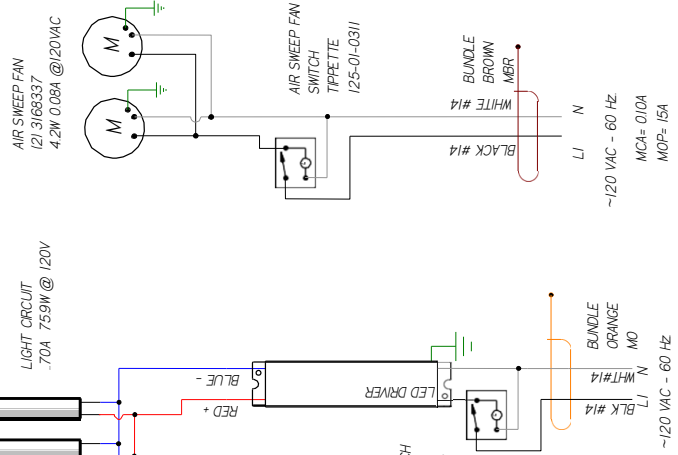 AIR SWEEP FAN
(2) 3168337
4.2W 0.08A @120VAC
M
M
AIR SWEEP FAN
SWITCH
TIPPETTE
125-01-0311
BUNDLE
BROWN
MBR
WHITE #14
BLACK #14
N
L1
~120 VAC - 60 Hz
MCA= .010A
MOP= 15A
LIGHT CIRCUIT
.70A 75.9W @ 120V
BLUE -
RED +
LED DRIVER
BUNDLE
ORANGE
MO
WHT#14
BLK #14
N
L1
~120 VAC - 60 Hz
CH